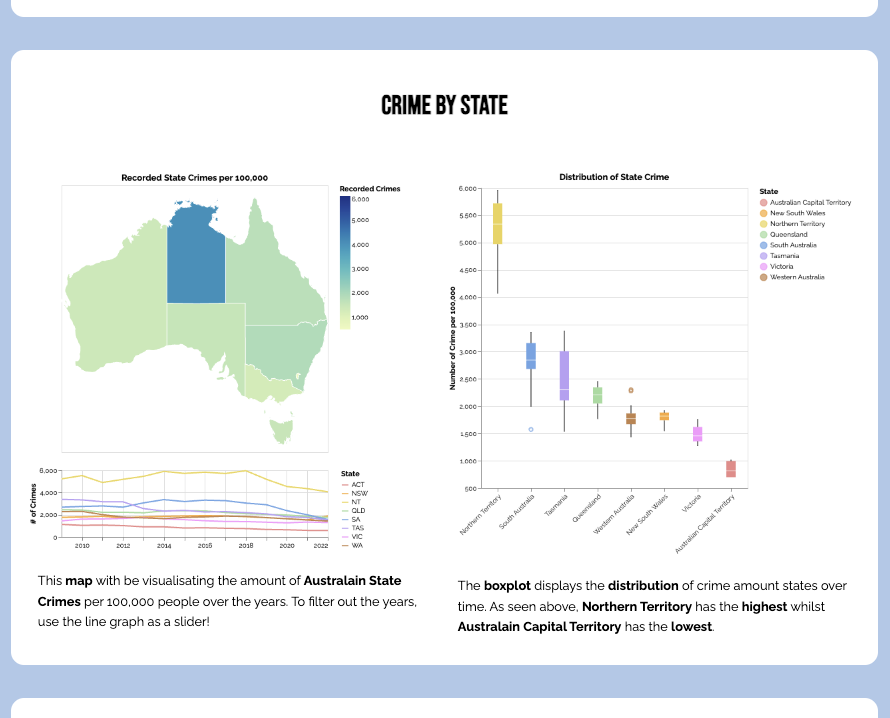 CRIME BY STATE
Recorded State Crimes per 100,000
Recorded Crimes
6,000
5,000
4,000
3,000
2,000
1,000
6,000
4,000
2,000
0
# of Crimes
2010
2012
2014
2016
2018
2020
2022
State
ACT
NSW
NT
QLD
SA
TAS
VIC
WA
This map with be visualisating the amount of Australain State
Crimes per 100,000 people over the years. To filter out the years,
use the line graph as a slider!
Distribution of State Crime
Number of Crime per 100,000
6,000
5,500
5,000
4,500
4,000
3,500
3,000
2,500
2,000
1,500
1,000
500
Northern Territory
South Australia
Tasmania
Queensland
Western Australia
New South Wales
Victoria
Australian Capital Territory
State
Australian Capital Territory
New South Wales
Northern Territory
Queensland
South Australia
Tasmania
Victoria
Western Australia
The boxplot displays the distribution of crime amount states over
time. As seen above, Northern Territory has the highest whilst
Australain Capital Territory has the lowest.